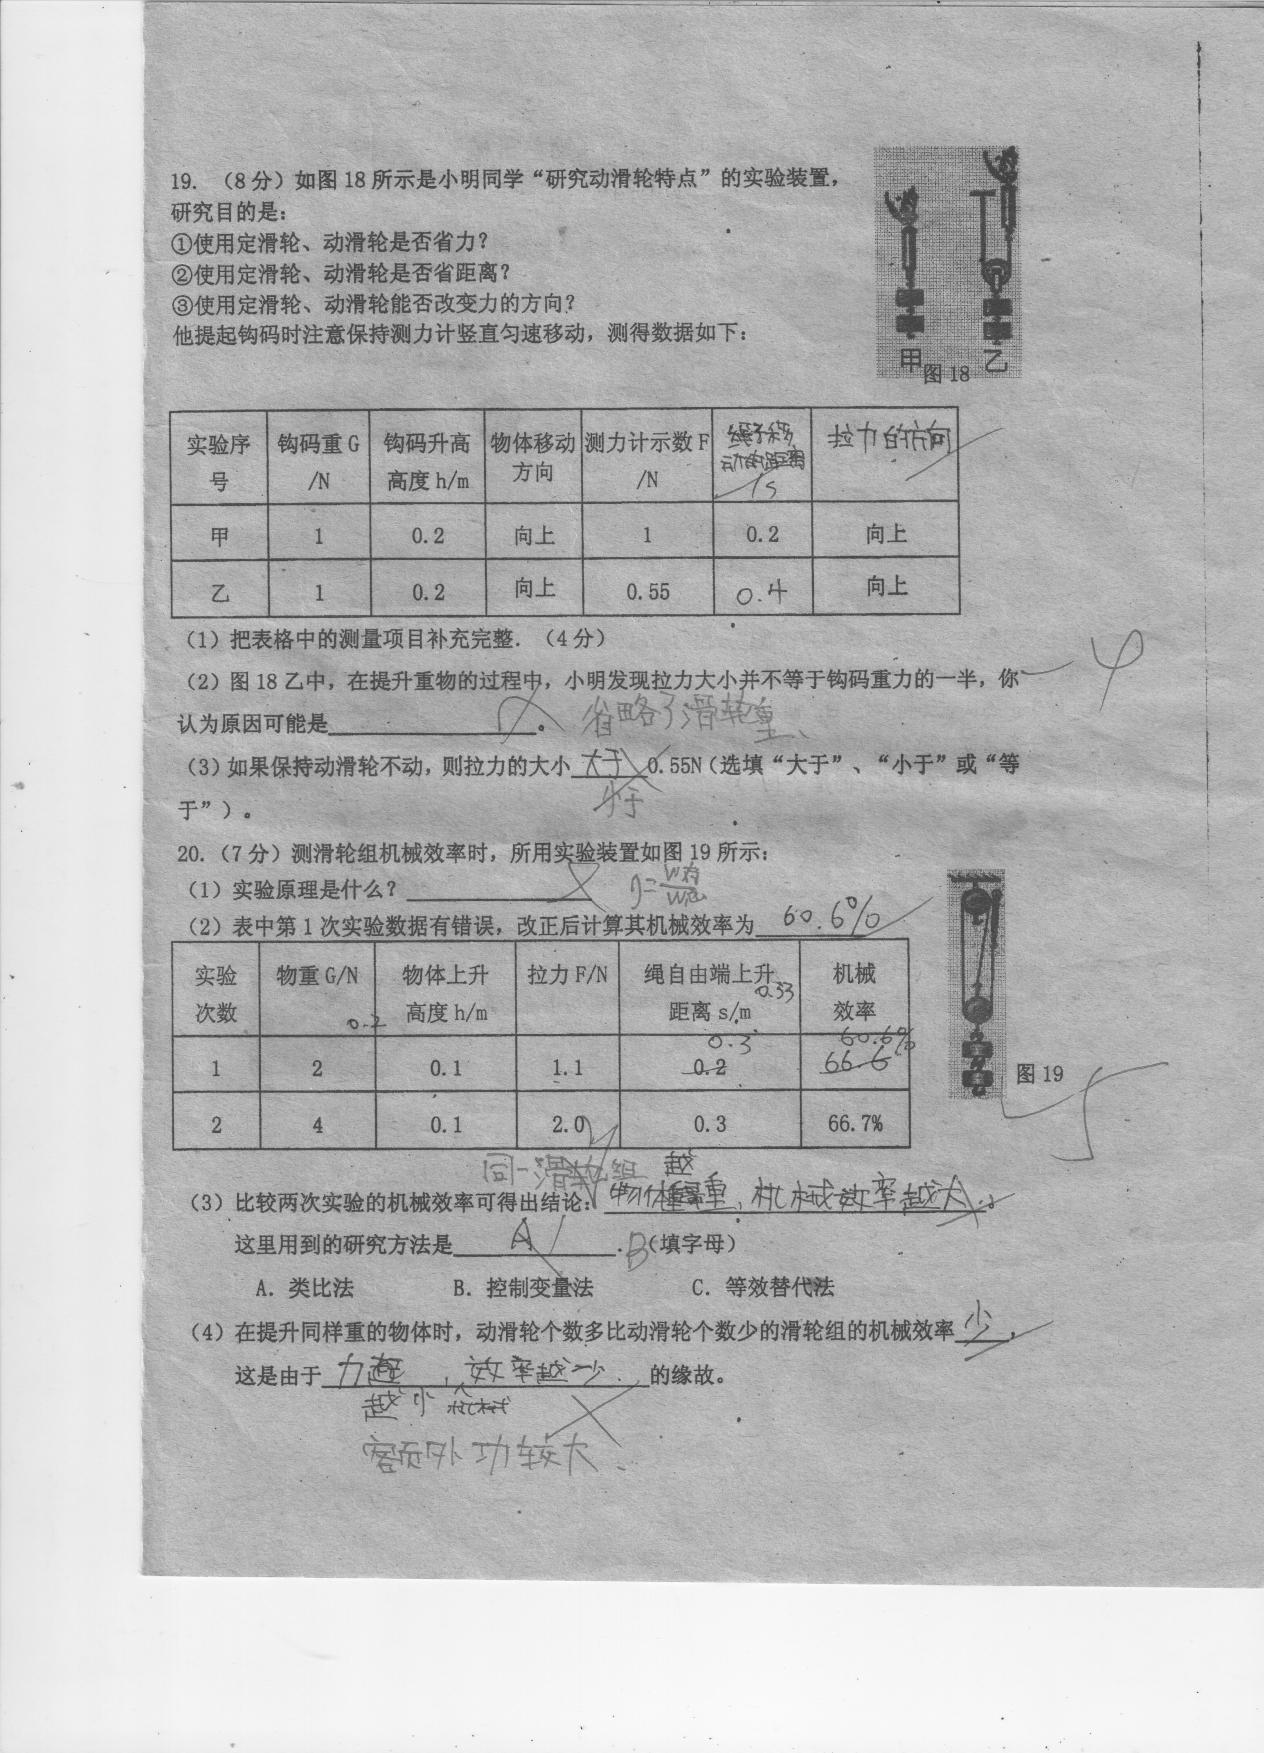 19. （8分）如图18所示是小明同学“研究动滑轮特点”的实验装置，
研究目的是：
①使用定滑轮、动滑轮是否省力？
②使用定滑轮、动滑轮是否省距离？
③使用定滑轮、动滑轮能否改变力的方向？
他提起钩码时注意保持测力计竖直匀速移动，测得数据如下：
甲 乙
图18
实验序号 钩码重G/N 钩码升高高度h/m 物体移动方向 测力计示数F/N 绳子移动的距离/s 拉力的方向
甲 1 0.2 向上 1 0.2 向上
乙 1 0.2 向上 0.55 0.4 向上
（1）把表格中的测量项目补充完整．（4分）
（2）图18乙中，在提升重物的过程中，小明发现拉力大小并不等于钩码重力的一半，你
认为原因可能是 。 省略了滑轮重、
（3）如果保持动滑轮不动，则拉力的大小 大于 0.55N（选填“大于”、“小于”或“等
小于
于”）。
20.（7分）测滑轮组机械效率时，所用实验装置如图19所示：
（1）实验原理是什么？ η=W有/W总
（2）表中第1次实验数据有错误，改正后计算其机械效率为 60.6%
实验次数 物重G/N 物体上升高度h/m 拉力F/N 绳自由端上升距离s/m 机械效率
0.2 0.33
0.3 60.6%
1 2 0.1 1.1 0.2 66.6
2 4 0.1 2.0 0.3 66.7%
图19
同一滑轮组 越
（3）比较两次实验的机械效率可得出结论：物体重，机械效率越大.。
这里用到的研究方法是 A . B （填字母）
A. 类比法 B. 控制变量法 C. 等效替代法
（4）在提升同样重的物体时，动滑轮个数多比动滑轮个数少的滑轮组的机械效率 少 ，
这是由于 力越 ，效率越少. 的缘故。
越小 机械
额外功较大.